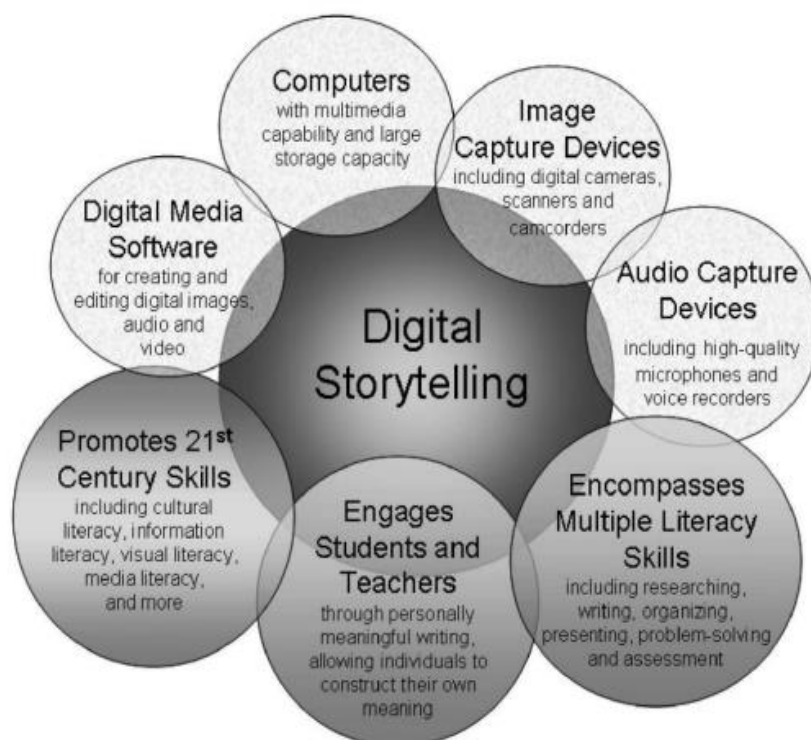 Computers
with multimedia
capability and large
storage capacity
Image
Capture Devices
including digital cameras,
scanners and
camcorders
Digital Media
Software
for creating and
editing digital images,
audio and
video
Audio Capture
Devices
including high-quality
microphones and
voice recorders
Digital
Storytelling
Promotes 21st
Century Skills
including cultural
literacy, information
literacy, visual literacy,
media literacy,
and more
Engages
Students and
Teachers
through personally
meaningful writing,
allowing individuals to
construct their own
meaning
Encompasses
Multiple Literacy
Skills
including researching,
writing, organizing,
presenting, problem-solving
and assessment